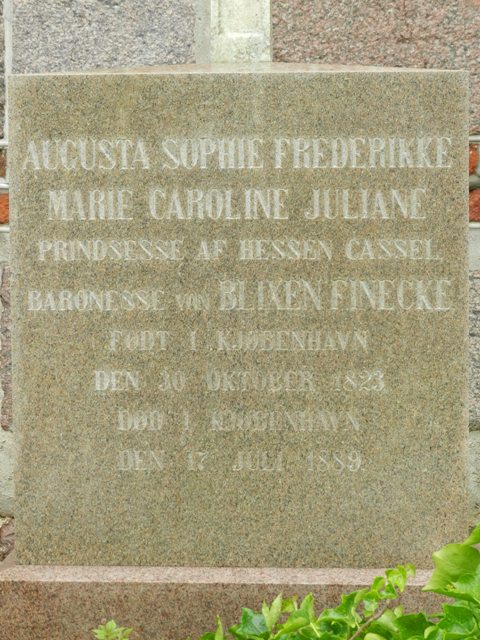 AUGUSTA SOPHIE FREDERIKKE
MARIE CAROLINE JULIANE
PRINDSESSE AF HESSEN CASSEL.
BARONESSE VON BLIXEN FINECKE
FØDT I KJØBENHAVN
DEN 30 OKTOBER 1823
DØD I KJØBENHAVN
DEN 17 JULI 1889.